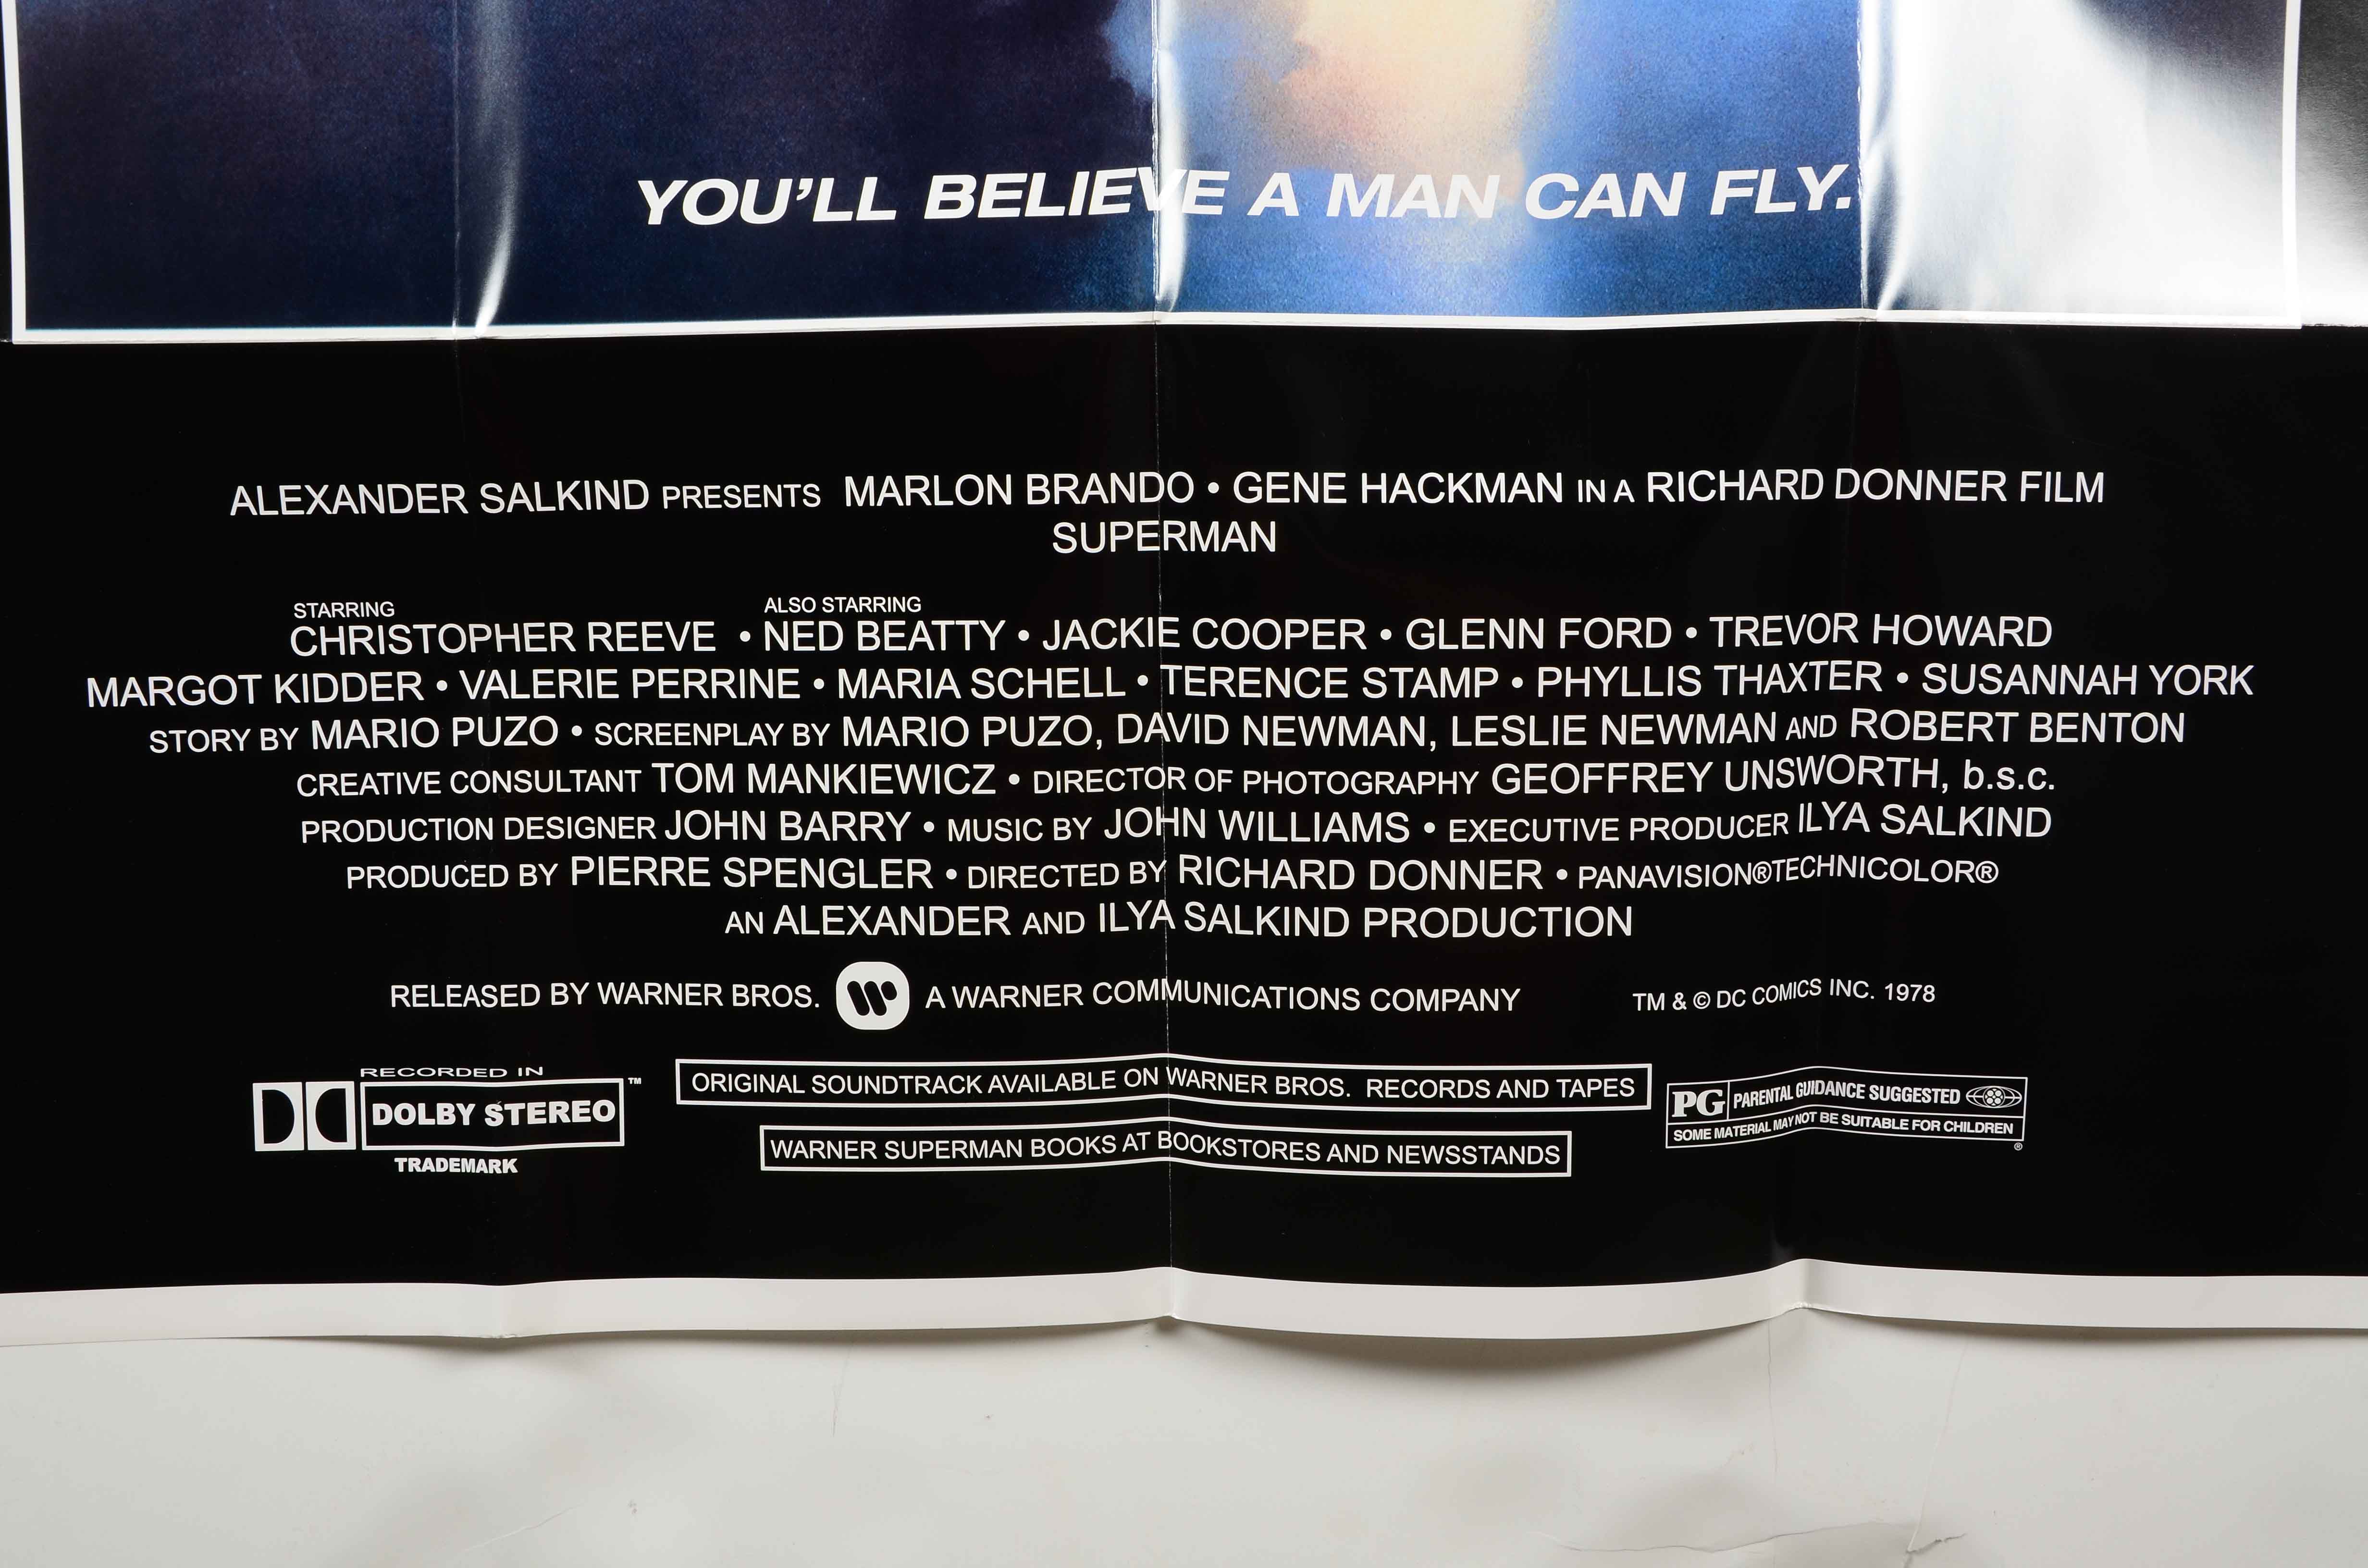 YOU'LL BELIEVE A MAN CAN FLY.
ALEXANDER SALKIND PRESENTS MARLON BRANDO • GENE HACKMAN IN A RICHARD DONNER FILM
SUPERMAN
STARRING ALSO STARRING
CHRISTOPHER REEVE • NED BEATTY • JACKIE COOPER • GLENN FORD • TREVOR HOWARD
MARGOT KIDDER • VALERIE PERRINE • MARIA SCHELL • TERENCE STAMP • PHYLLIS THAXTER • SUSANNAH YORK
STORY BY MARIO PUZO • SCREENPLAY BY MARIO PUZO, DAVID NEWMAN, LESLIE NEWMAN AND ROBERT BENTON
CREATIVE CONSULTANT TOM MANKIEWICZ • DIRECTOR OF PHOTOGRAPHY GEOFFREY UNSWORTH, b.s.c.
PRODUCTION DESIGNER JOHN BARRY • MUSIC BY JOHN WILLIAMS • EXECUTIVE PRODUCER ILYA SALKIND
PRODUCED BY PIERRE SPENGLER • DIRECTED BY RICHARD DONNER • PANAVISION®TECHNICOLOR®
AN ALEXANDER AND ILYA SALKIND PRODUCTION
RELEASED BY WARNER BROS. W A WARNER COMMUNICATIONS COMPANY TM & © DC COMICS INC. 1978
RECORDED IN
DOLBY STEREO™
TRADEMARK
ORIGINAL SOUNDTRACK AVAILABLE ON WARNER BROS. RECORDS AND TAPES
WARNER SUPERMAN BOOKS AT BOOKSTORES AND NEWSSTANDS
PG PARENTAL GUIDANCE SUGGESTED
SOME MATERIAL MAY NOT BE SUITABLE FOR CHILDREN
®